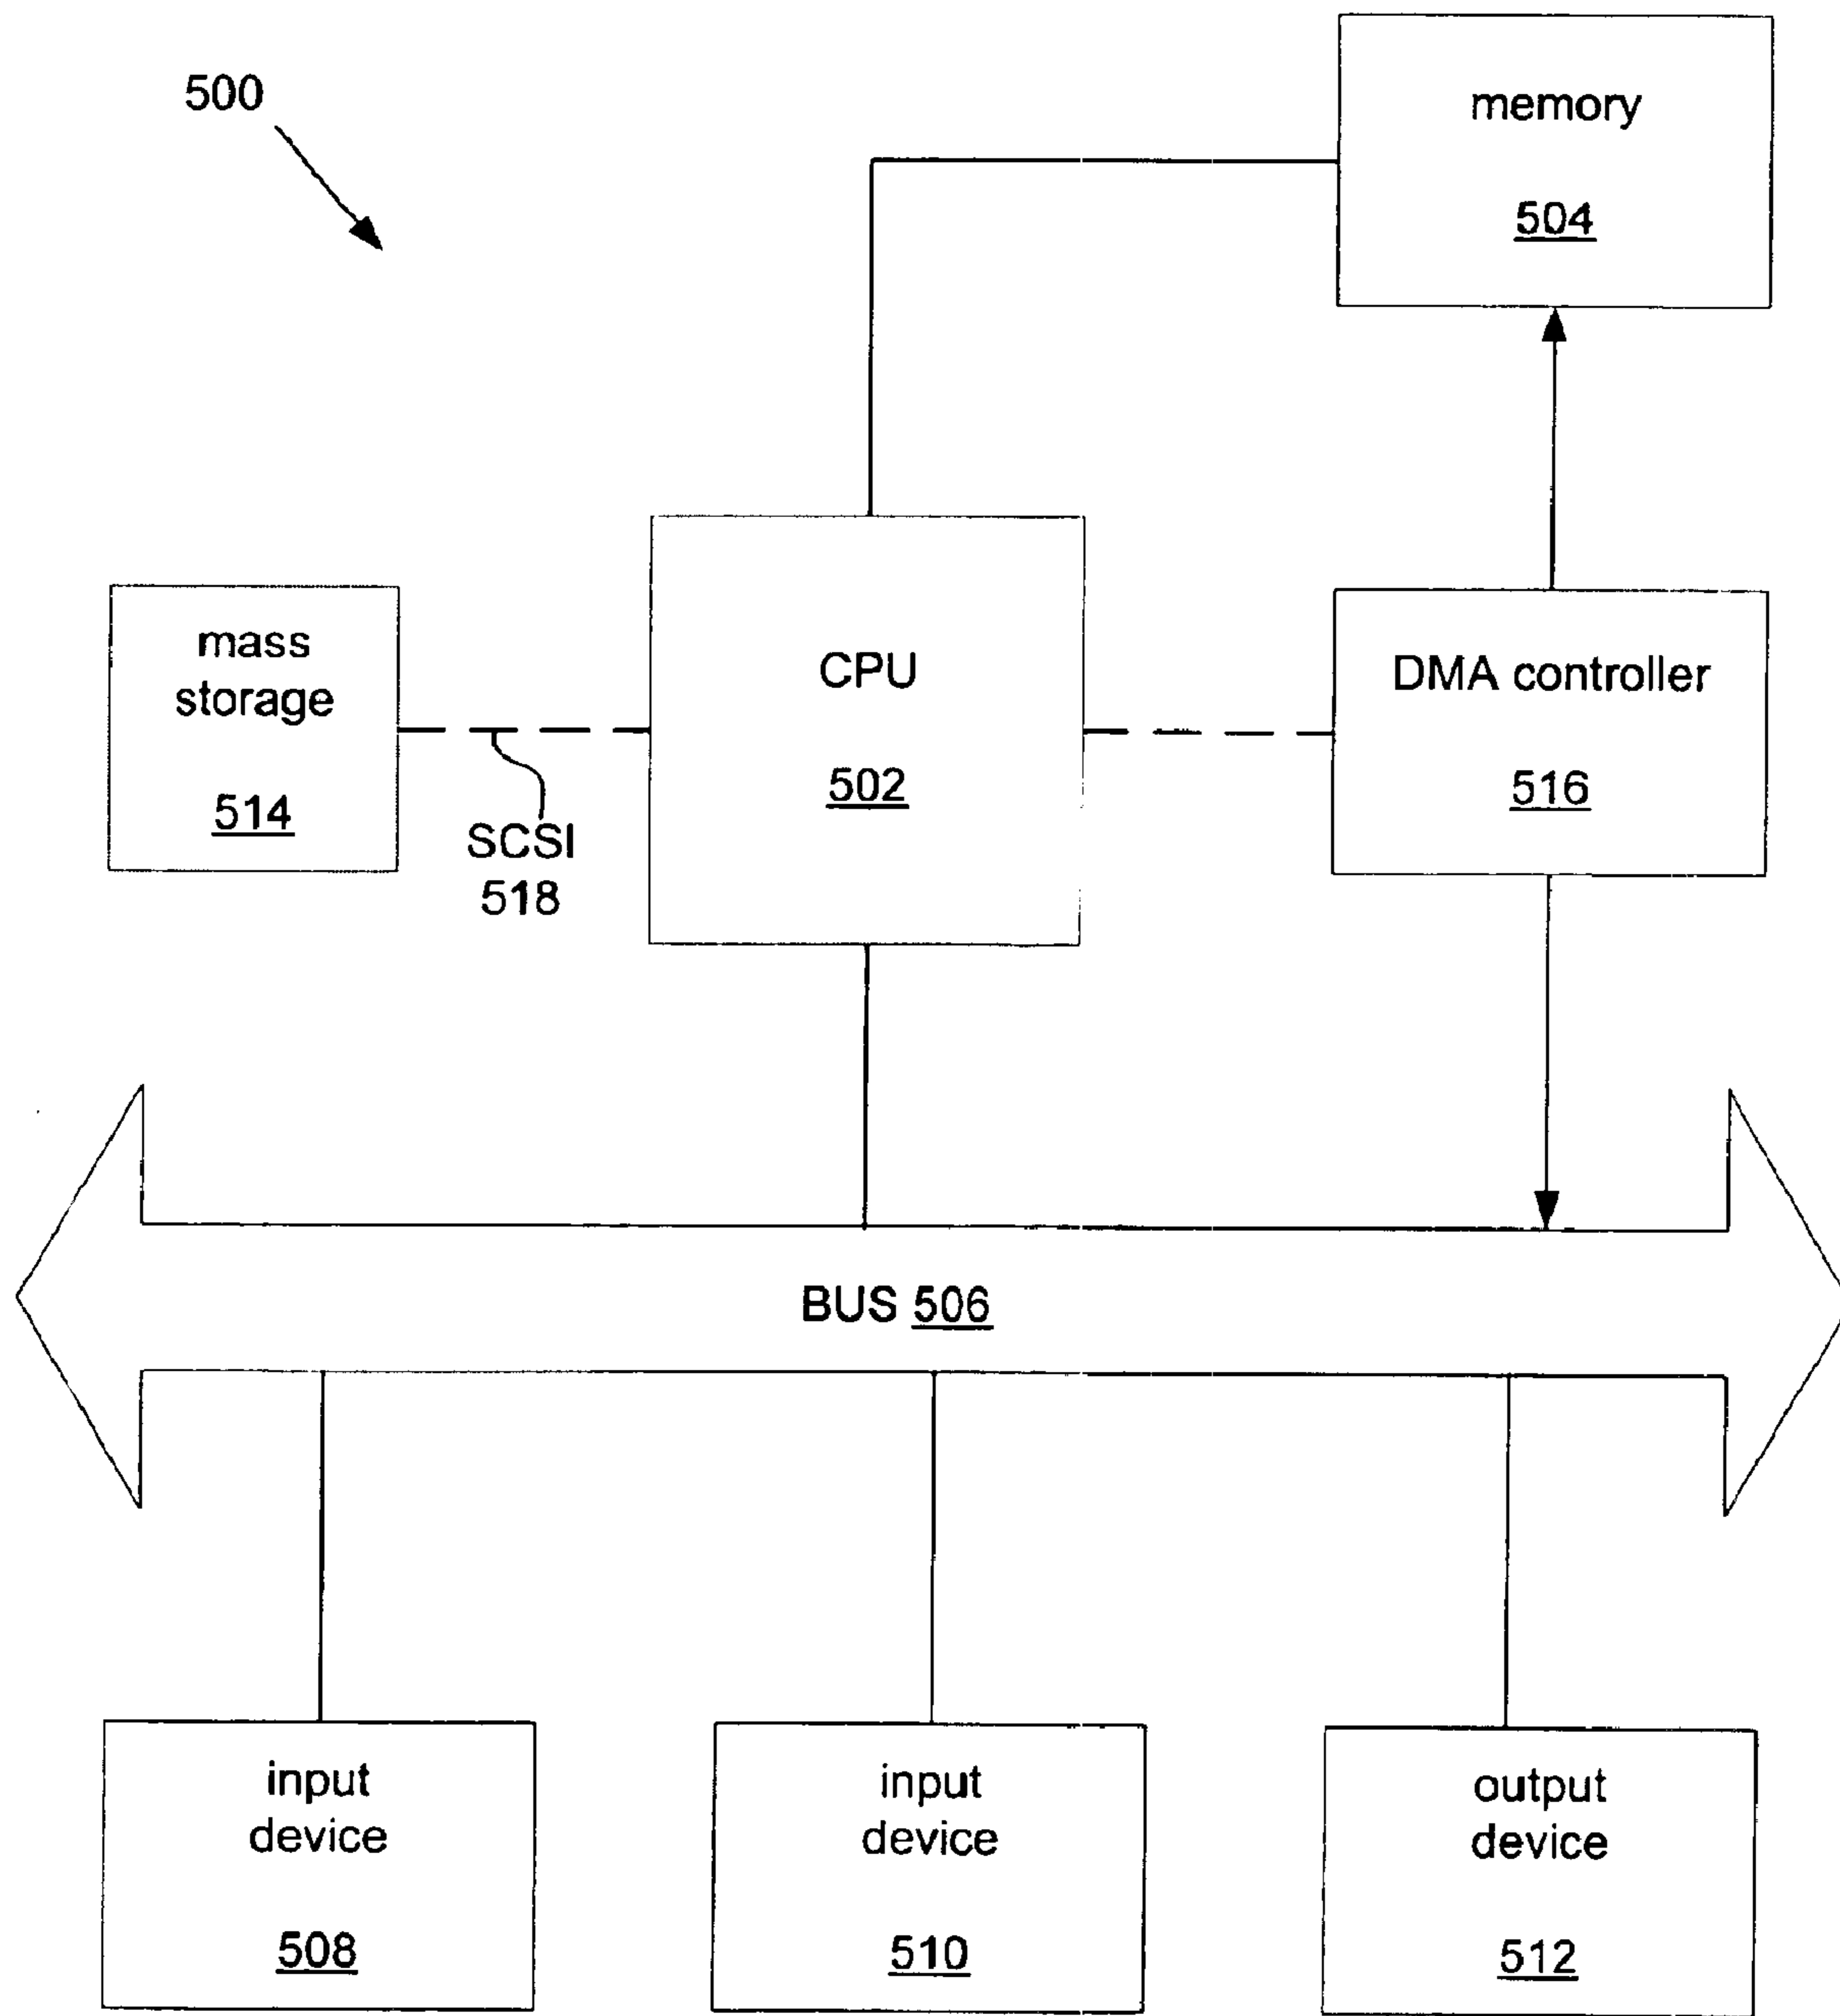 500
memory
504
mass
storage
514
SCSI
518
CPU
502
DMA controller
516
BUS 506
input
device
508
input
device
510
output
device
512